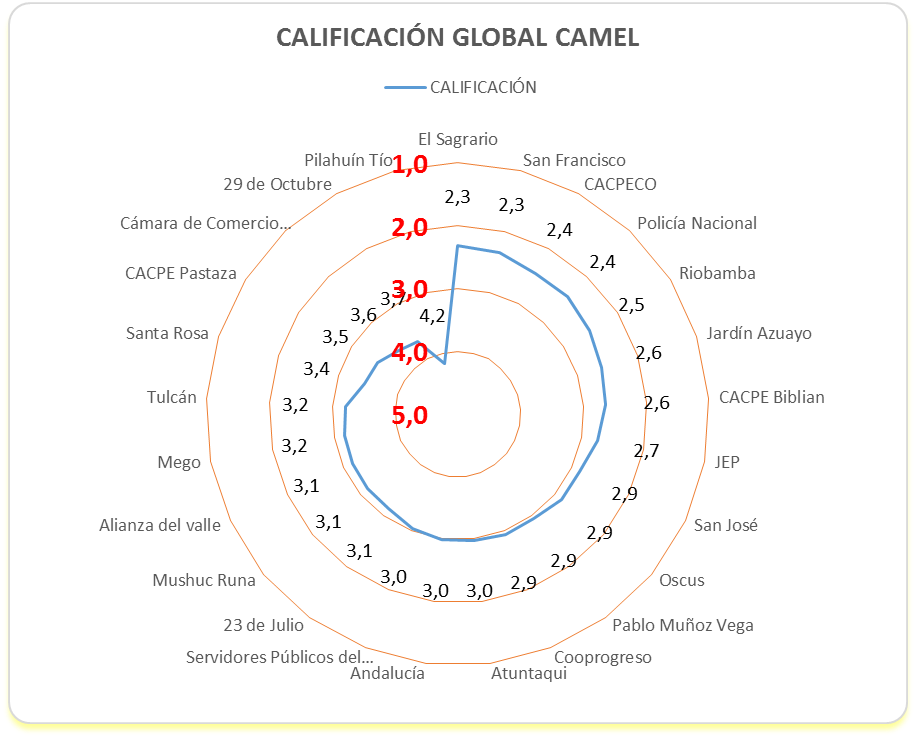 CALIFICACIÓN GLOBAL CAMEL
CALIFICACIÓN
El Sagrario
San Francisco
CACPECO
Policía Nacional
Riobamba
Jardín Azuayo
CACPE Biblian
JEP
San José
Oscus
Pablo Muñoz Vega
Cooprogreso
Atuntaqui
Andalucía
Servidores Públicos del...
23 de Julio
Mushuc Runa
Alianza del valle
Mego
Tulcán
Santa Rosa
CACPE Pastaza
Cámara de Comercio...
29 de Octubre
Pilahuín Tío
1,0
2,0
3,0
4,0
5,0
2,3
2,3
2,4
2,4
2,5
2,6
2,6
2,7
2,9
2,9
2,9
2,9
3,0
3,0
3,0
3,1
3,1
3,1
3,2
3,2
3,4
3,5
3,6
3,7
4,2